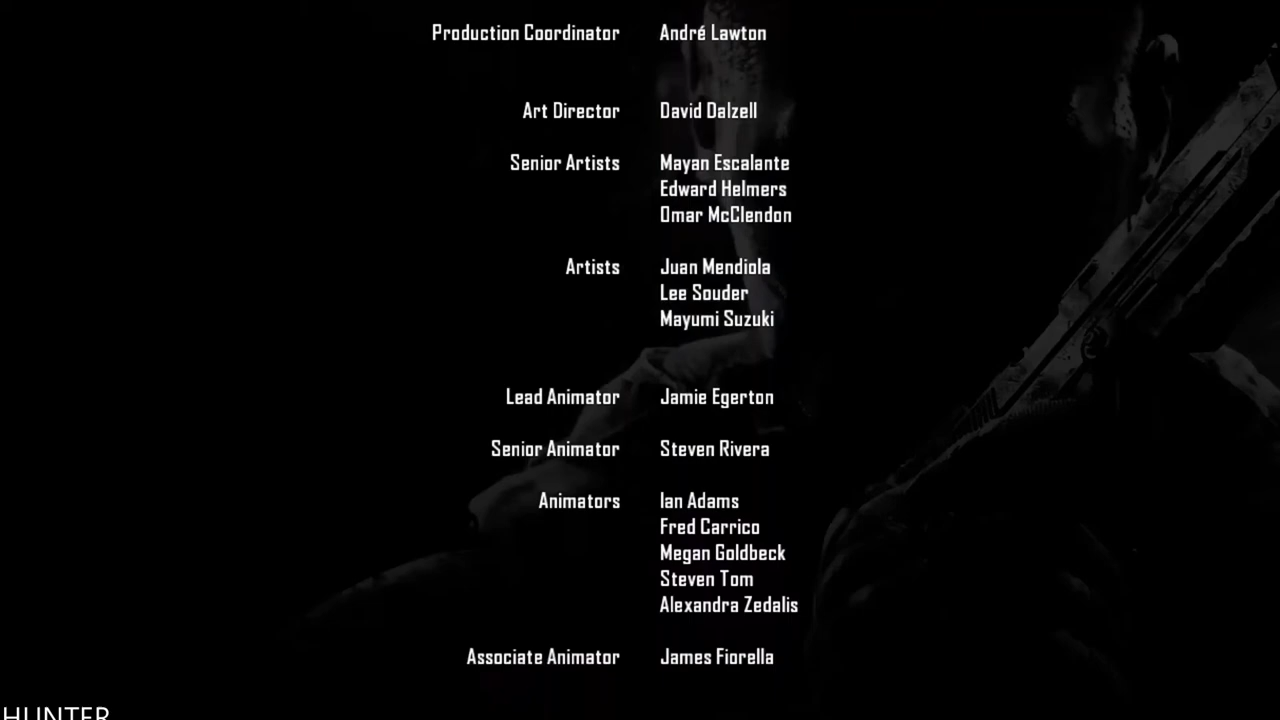 Production Coordinator André Lawton
Art Director David Dalzell
Senior Artists Mayan Escalante
Edward Helmers
Omar McClendon
Artists Juan Mendiola
Lee Souder
Mayumi Suzuki
Lead Animator Jamie Egerton
Senior Animator Steven Rivera
Animators Ian Adams
Fred Carrico
Megan Goldbeck
Steven Tom
Alexandra Zedalis
Associate Animator James Fiorella
HUNTER